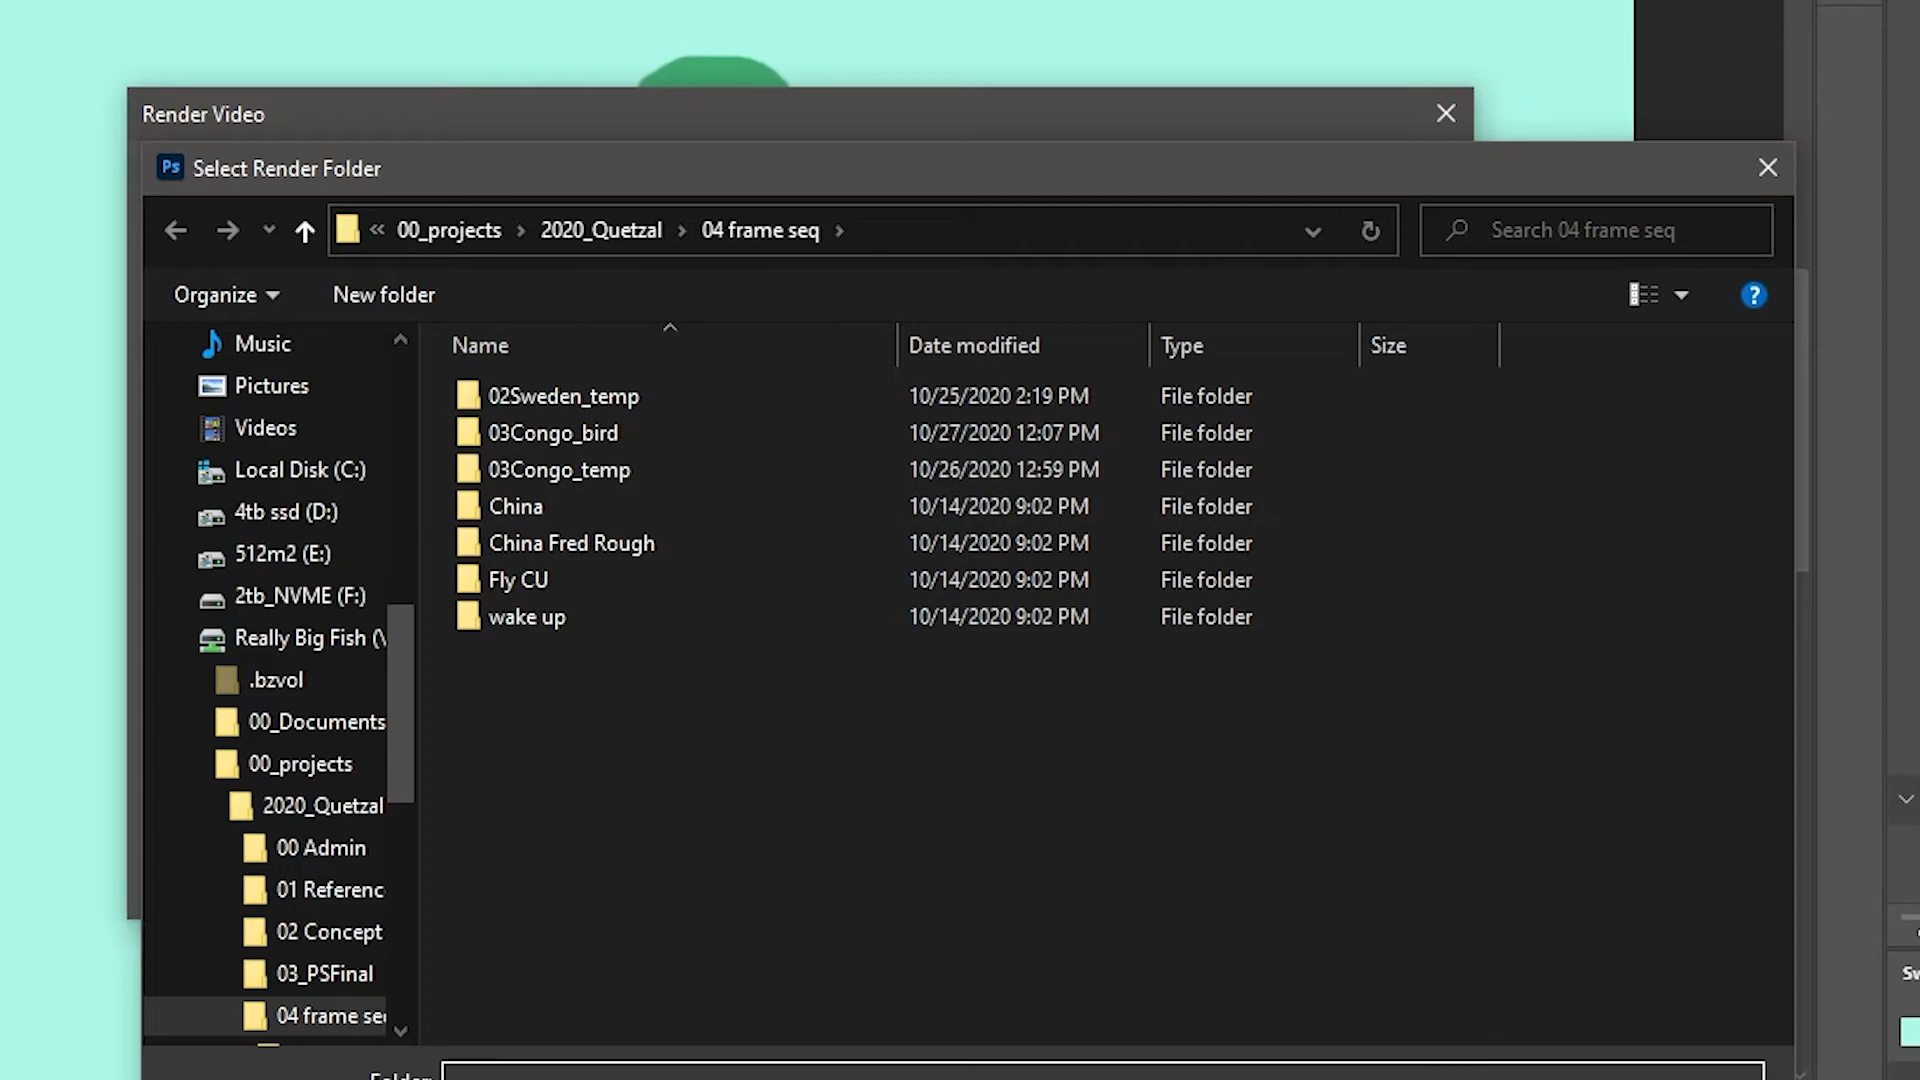 Render Video
Ps Select Render Folder
« 00_projects › 2020_Quetzal › 04 frame seq ›
Search 04 frame seq
Organize
New folder
?
Music
Pictures
Videos
Local Disk (C:)
4tb ssd (D:)
512m2 (E:)
2tb_NVME (F:)
Really Big Fish (\
.bzvol
00_Documents
00_projects
2020_Quetzal
00 Admin
01 Referenc
02 Concept
03_PSFinal
04 frame se
Name Date modified Type Size
02Sweden_temp 10/25/2020 2:19 PM File folder
03Congo_bird 10/27/2020 12:07 PM File folder
03Congo_temp 10/26/2020 12:59 PM File folder
China 10/14/2020 9:02 PM File folder
China Fred Rough 10/14/2020 9:02 PM File folder
Fly CU 10/14/2020 9:02 PM File folder
wake up 10/14/2020 9:02 PM File folder
Folder:
Sw